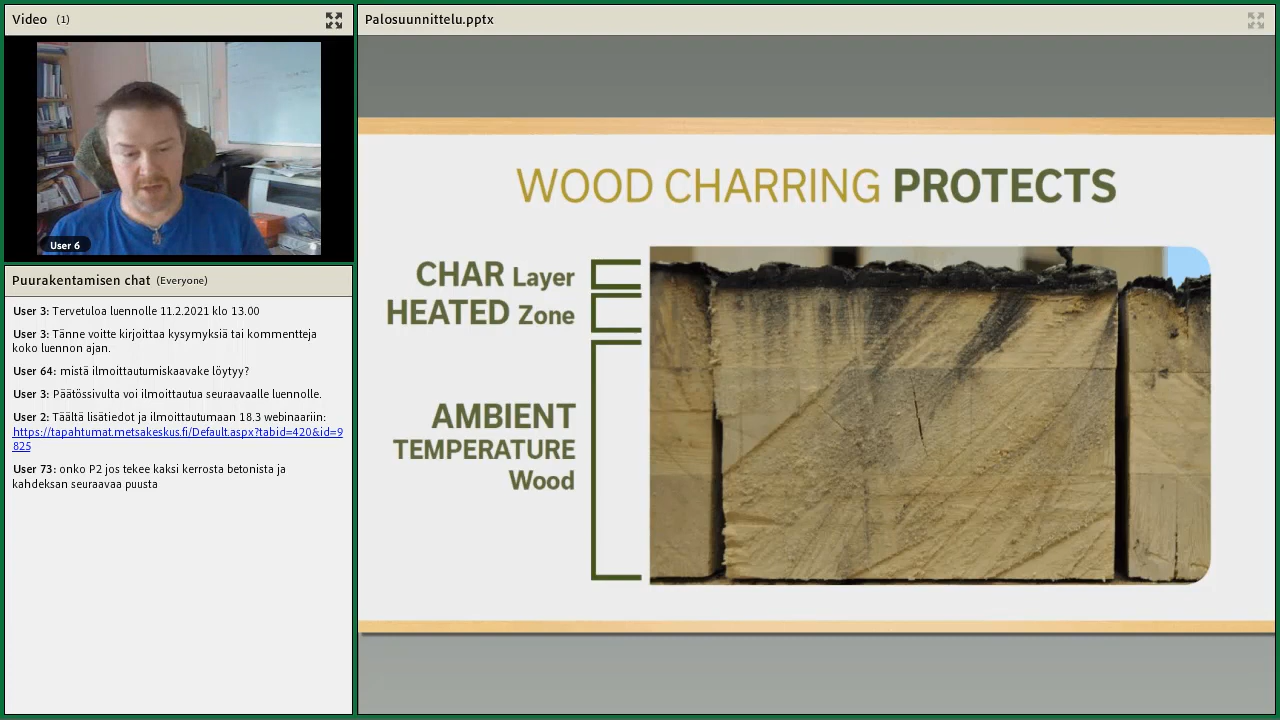 Video (1)
User 6
Puurakentamisen chat (Everyone)
User 3: Tervetuloa luennolle 11.2.2021 klo 13.00
User 3: Tänne voitte kirjoittaa kysymyksiä tai kommentteja
koko luennon ajan.
User 64: mistä ilmoittautumiskaavake löytyy?
User 3: Päätössivulta voi ilmoittautua seuraavaalle luennolle.
User 2: Täältä lisätiedot ja ilmoittautumaan 18.3 webinaariin:
https://tapahtumat.metsakeskus.fi/Default.aspx?tabid=420&id=9
825
User 73: onko P2 jos tekee kaksi kerrosta betonista ja
kahdeksan seuraavaa puusta
Palosuunnittelu.pptx
WOOD CHARRING PROTECTS
CHAR Layer
HEATED Zone
AMBIENT
TEMPERATURE
Wood